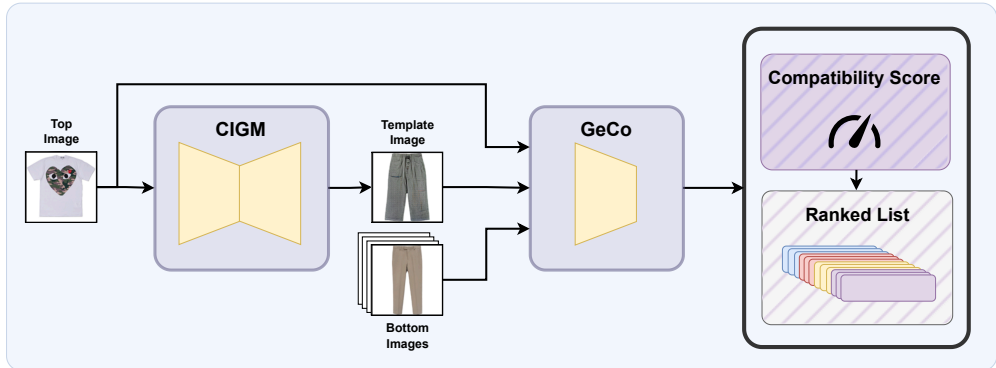 Top
Image
CIGM
Template
Image
Bottom
Images
GeCo
Compatibility Score
Ranked List